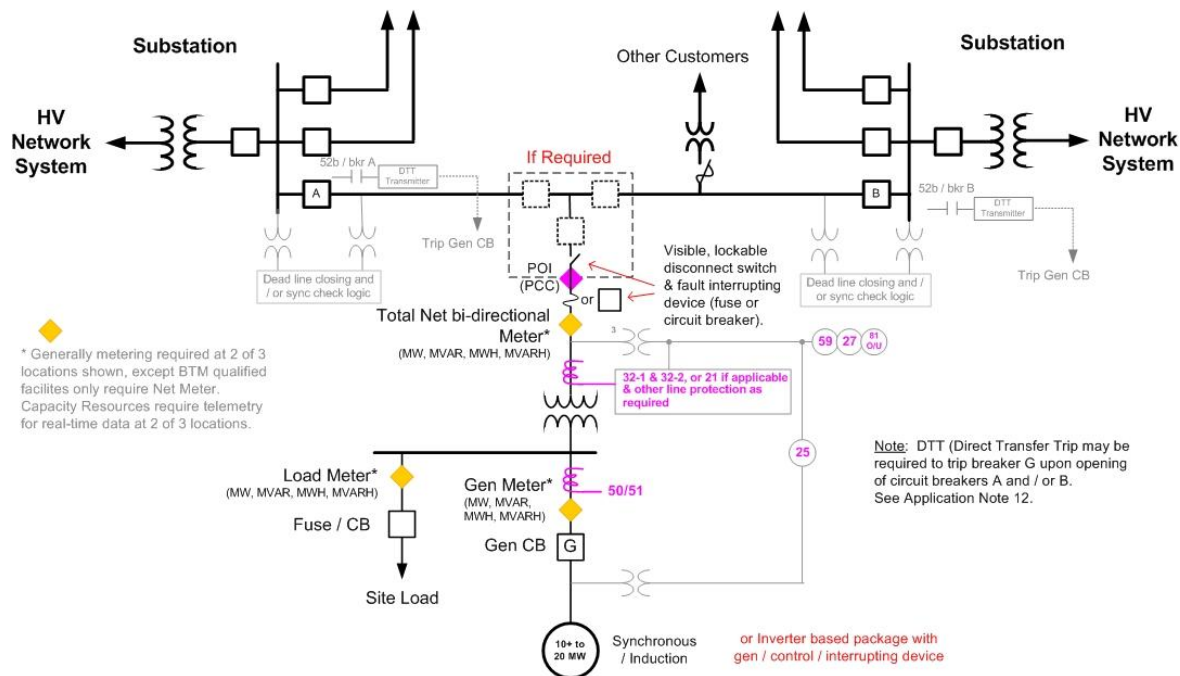 Substation
Substation
Other Customers
HV
Network
System
HV
Network
System
If Required
52b / bkr A
DTT
Transmitter
A
B
52b / bkr B
DTT
Transmitter
Trip Gen CB
Trip Gen CB
Dead line closing and
/ or sync check logic
Dead line closing and /
or sync check logic
POI
(PCC)
or
Visible, lockable
disconnect switch
& fault interrupting
device (fuse or
circuit breaker).
Total Net bi-directional
Meter*
(MW, MVAR, MWH, MVARH)
3
59
27
81
O/U
* Generally metering required at 2 of 3
locations shown, except BTM qualified
facilites only require Net Meter.
Capacity Resources require telemetry
for real-time data at 2 of 3 locations.
32-1 & 32-2, or 21 if applicable
& other line protection as
required
25
Note: DTT (Direct Transfer Trip may be
required to trip breaker G upon opening
of circuit breakers A and / or B.
See Application Note 12.
Load Meter*
(MW, MVAR, MWH, MVARH)
Gen Meter*
(MW, MVAR,
MWH, MVARH)
50/51
Fuse / CB
Gen CB
G
Site Load
10+ to
20 MW
Synchronous
/ Induction
or Inverter based package with
gen / control / interrupting device